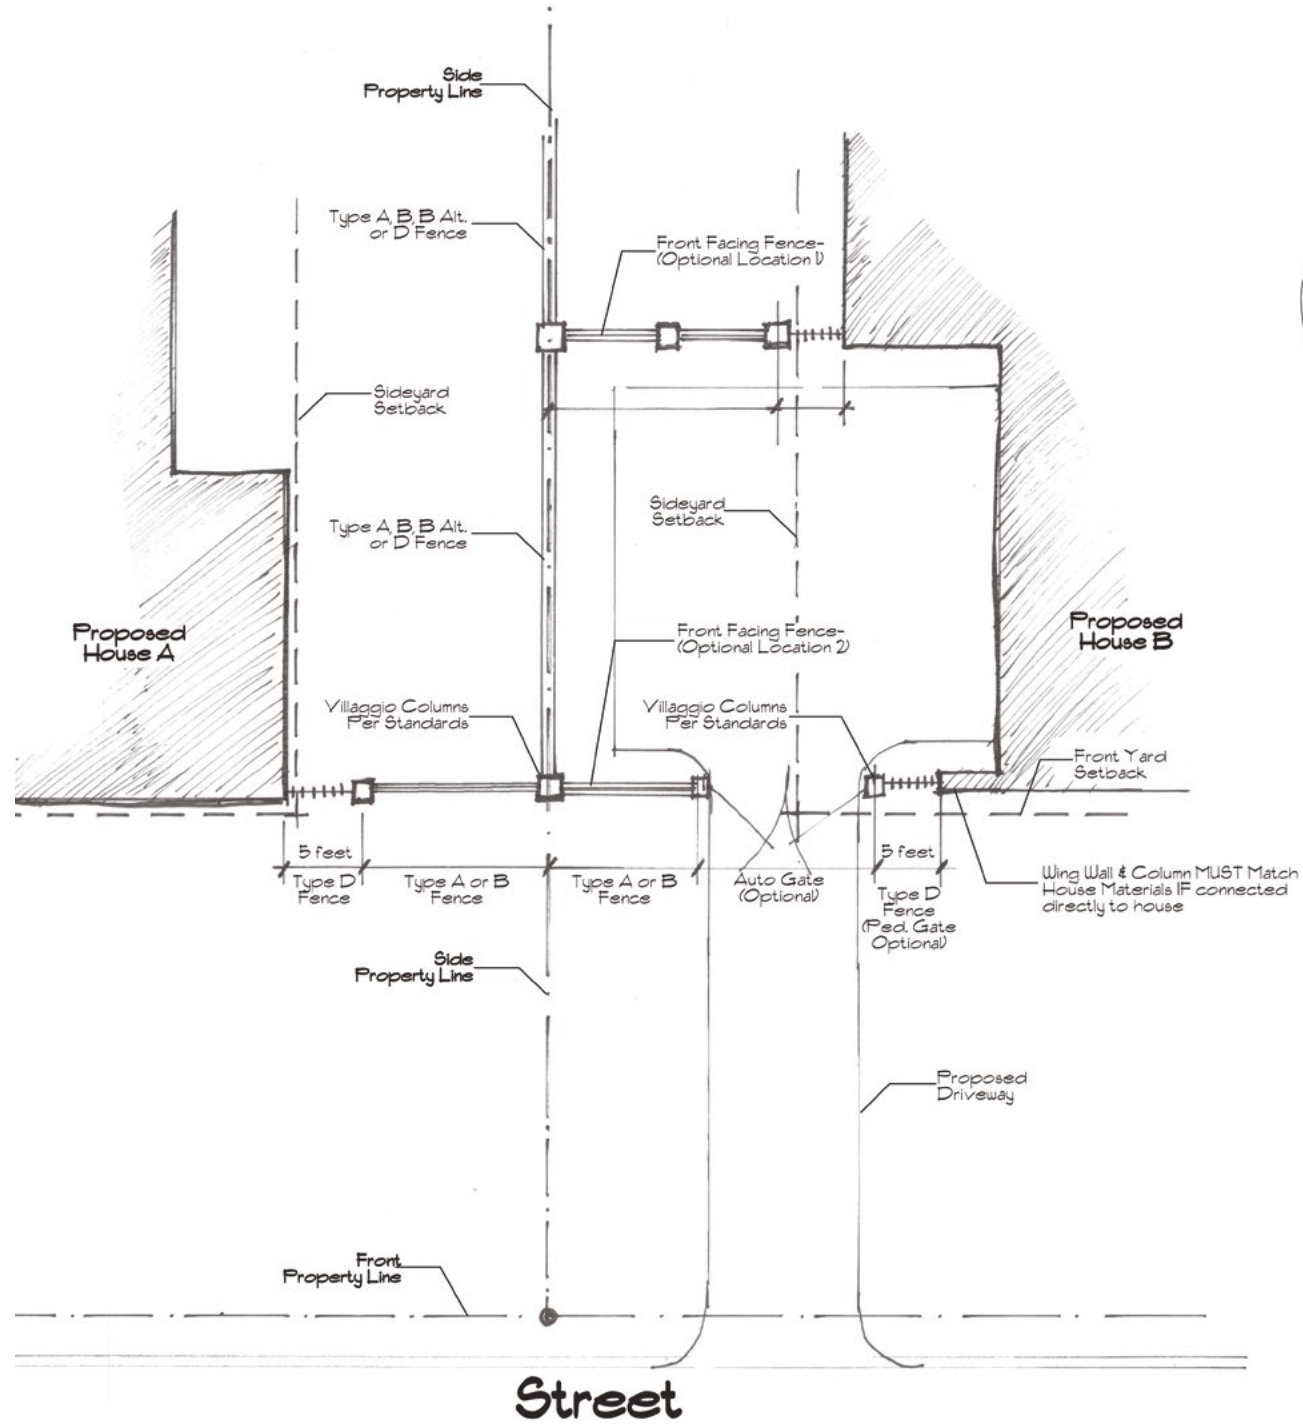 Side
Property Line
Type A, B, B Alt.
or D Fence
Front Facing Fence-
(Optional Location 1)
Sideyard
Setback
Sideyard
Setback
Type A, B, B Alt.
or D Fence
Proposed
House A
Front Facing Fence-
(Optional Location 2)
Proposed
House B
Villaggio Columns
Per Standards
Villaggio Columns
Per Standards
Front Yard
Setback
5 feet
Type D
Fence
Type A or B
Fence
Type A or B
Fence
Auto Gate
(Optional)
5 feet
Type D
Fence
(Ped. Gate
Optional)
Wing Wall & Column MUST Match
House Materials IF connected
directly to house
Side
Property Line
Proposed
Driveway
Front
Property Line
Street